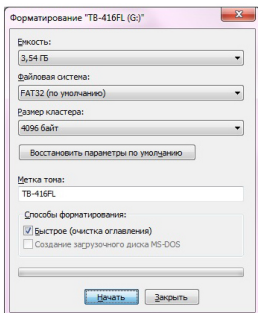 Форматирование "TB-416FL (G:)"
Емкость:
3,54 ГБ
Файловая система:
FAT32 (по умолчанию)
Размер кластера:
4096 байт
Восстановить параметры по умолчанию
Метка тома:
TB-416FL
Способы форматирования:
Быстрое (очистка оглавления)
Создание загрузочного диска MS-DOS
Начать
Закрыть